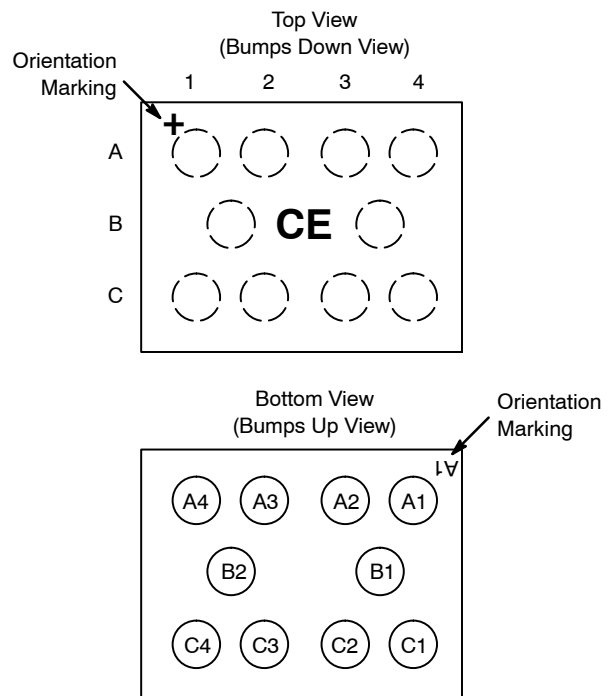 Top View
(Bumps Down View)
Orientation
Marking
1 2 3 4
+
A
B CE
C
Bottom View
(Bumps Up View)
Orientation
Marking
A1
A4 A3 A2 A1
B2 B1
C4 C3 C2 C1